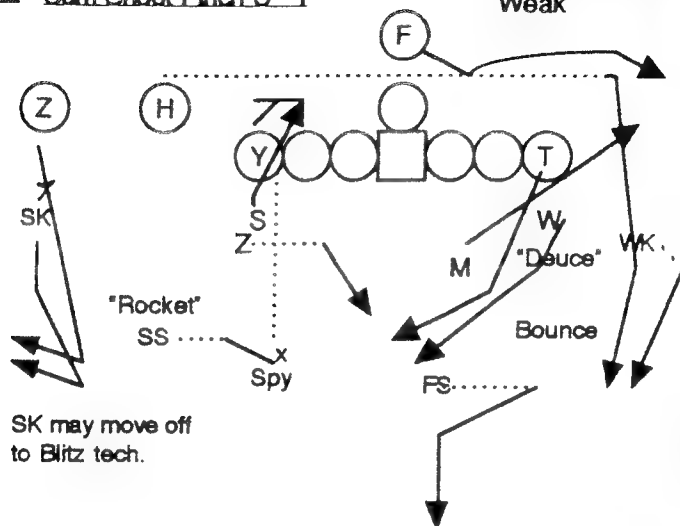 Weak
F
Z
H
Y
T
SK
S
W
Z
M
"Deuce"
WK
"Rocket"
SS
Bounce
x
Spy
FS
SK may move off
to Blitz tech.